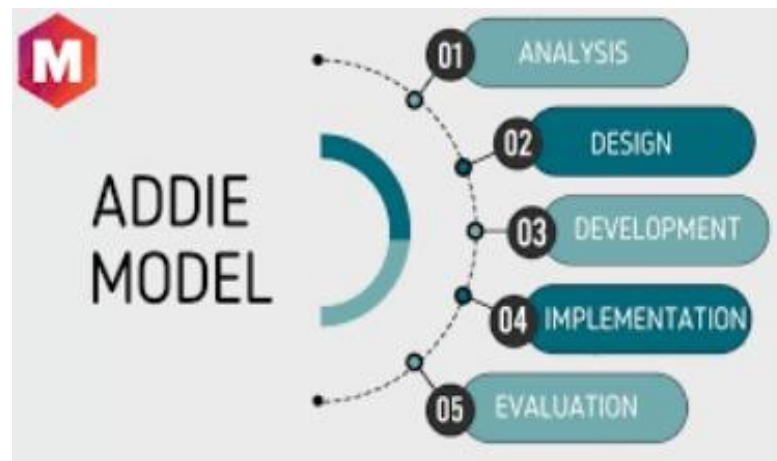 M
ADDIE
MODEL
01 ANALYSIS
02 DESIGN
03 DEVELOPMENT
04 IMPLEMENTATION
05 EVALUATION